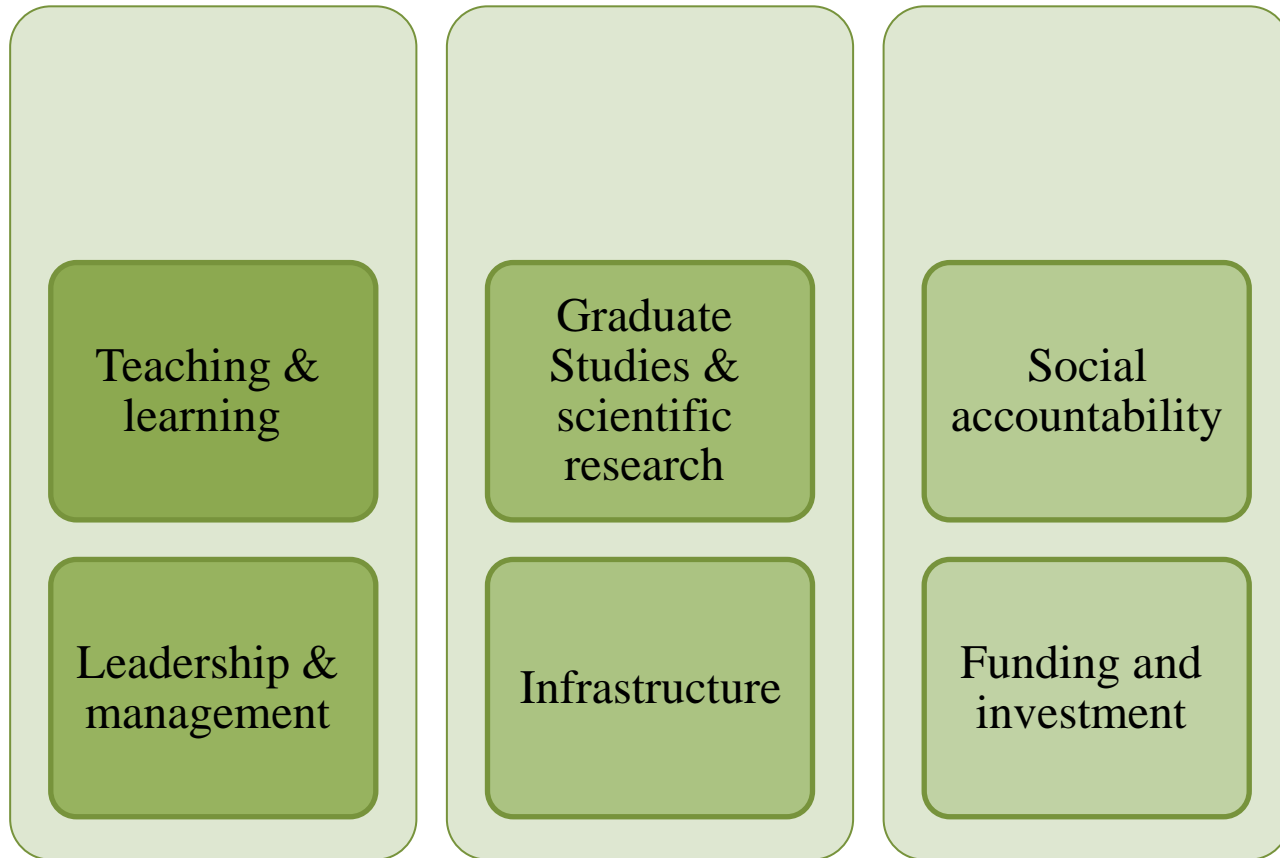 Teaching &
learning
Leadership &
management
Graduate
Studies &
scientific
research
Infrastructure
Social
accountability
Funding and
investment